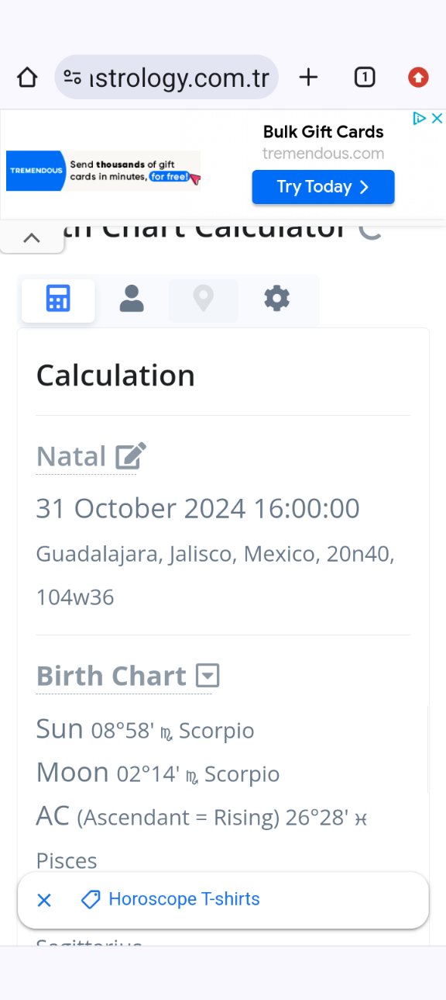 ıstrology.com.tr
1
Bulk Gift Cards
tremendous.com
TREMENDOUS
Send thousands of gift
cards in minutes, for free!
Try Today
th Chart Calculator
Calculation
Natal
31 October 2024 16:00:00
Guadalajara, Jalisco, Mexico, 20n40,
104w36
Birth Chart
Sun 08°58' ♏ Scorpio
Moon 02°14' ♏ Scorpio
AC (Ascendant = Rising) 26°28' ♓
Pisces
Horoscope T-shirts
Sagittarius